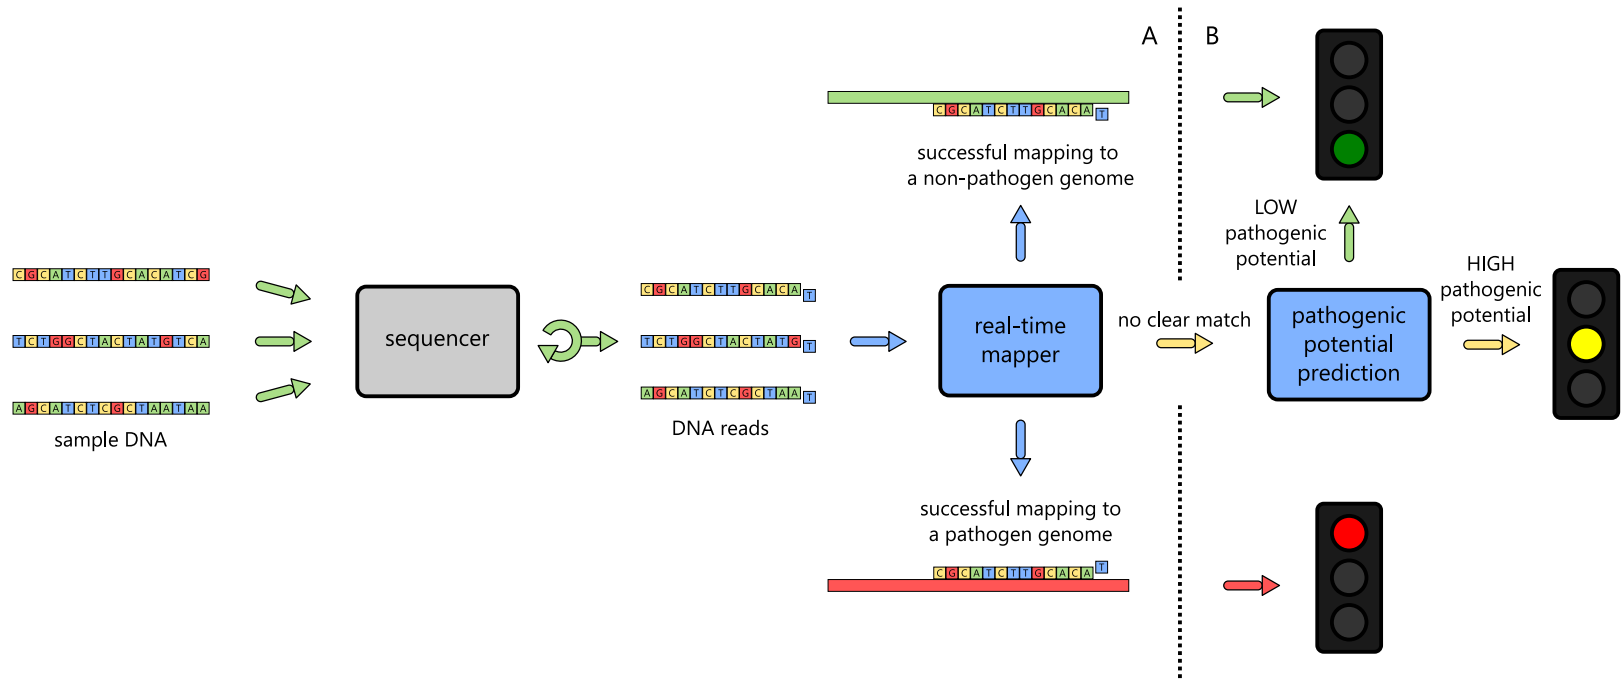 A
B
CGCATCTTGCACA
T
successful mapping to
a non-pathogen genome
LOW
pathogenic
potential
CGCATCTTGCACATCG
TCTGGCTACTATGTCA
AGCATCTCGCTAATAA
sample DNA
sequencer
CGCATCTTGCACA
T
TCTGGCTACTATG
T
AGCATCTCGCTAA
T
DNA reads
real-time
mapper
no clear match
pathogenic
potential
prediction
HIGH
pathogenic
potential
successful mapping to
a pathogen genome
CGCATCTTGCACA
T